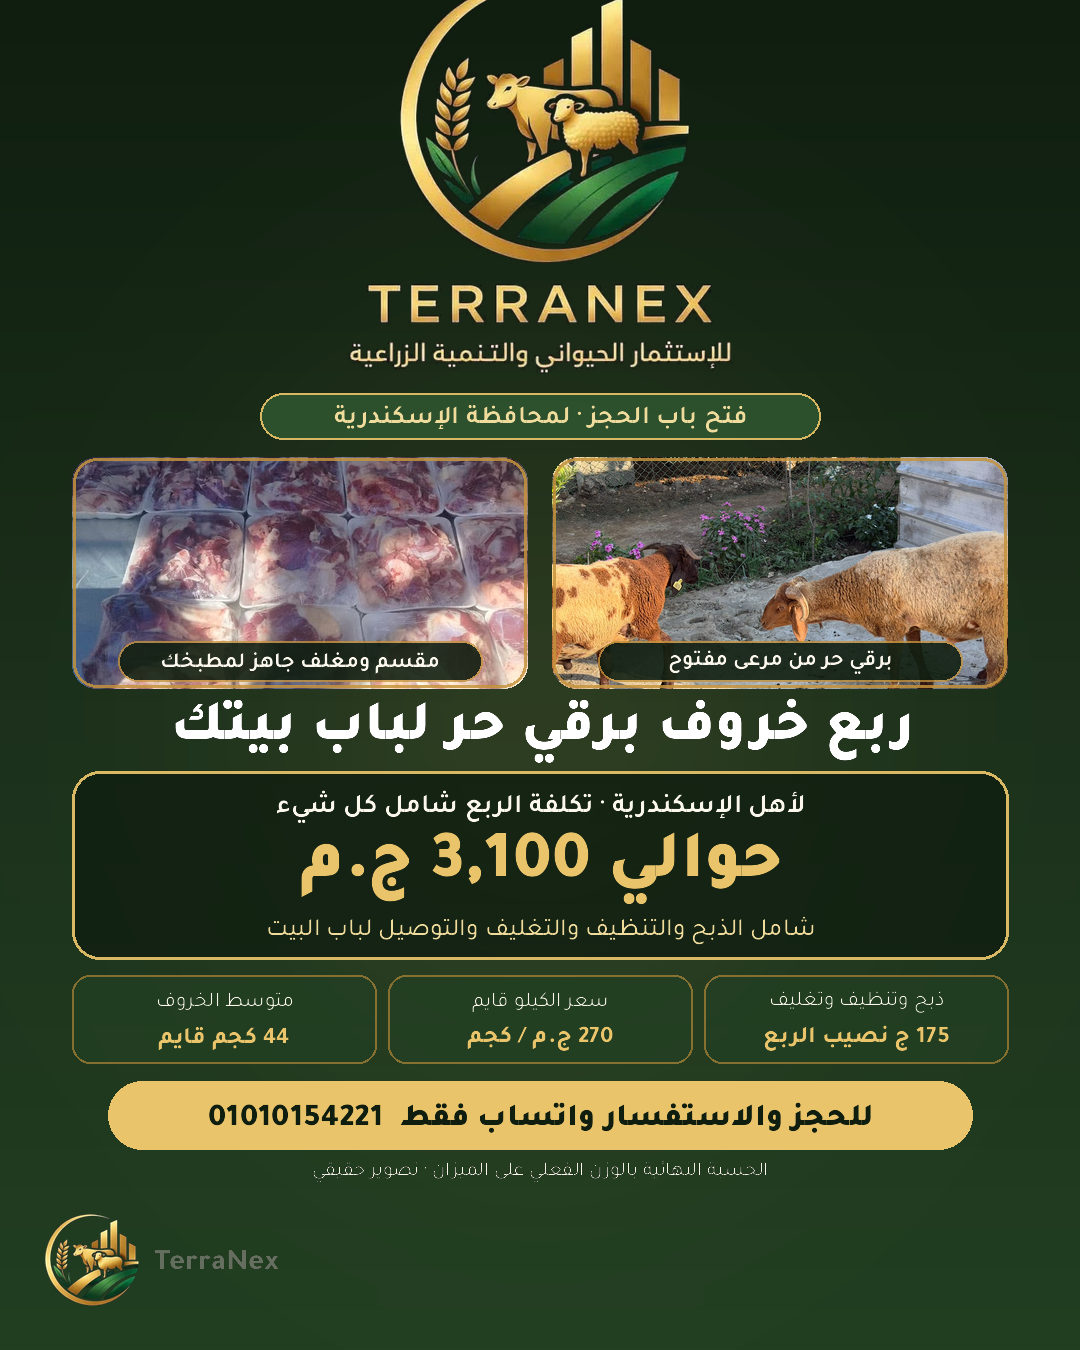 TERRANEX
للإستثمار الحيواني والتنمية الزراعية
فتح باب الحجز · لمحافظة الإسكندرية
برقي حر من مرعى مفتوح
مقسم ومغلف جاهز لمطبخك
ربع خروف برقي حر لباب بيتك
لأهل الإسكندرية · تكلفة الربع شامل كل شيء
حوالي 3,100 ج.م
شامل الذبح والتنظيف والتغليف والتوصيل لباب البيت
ذبح وتنظيف وتغليف
175 ج نصيب الربع
سعر الكيلو قايم
270 ج.م / كجم
متوسط الخروف
44 كجم قايم
للحجز والاستفسار واتساب فقط 01010154221
الحسبة النهائية بالوزن الفعلي على الميزان · تصوير حقيقي
TerraNex